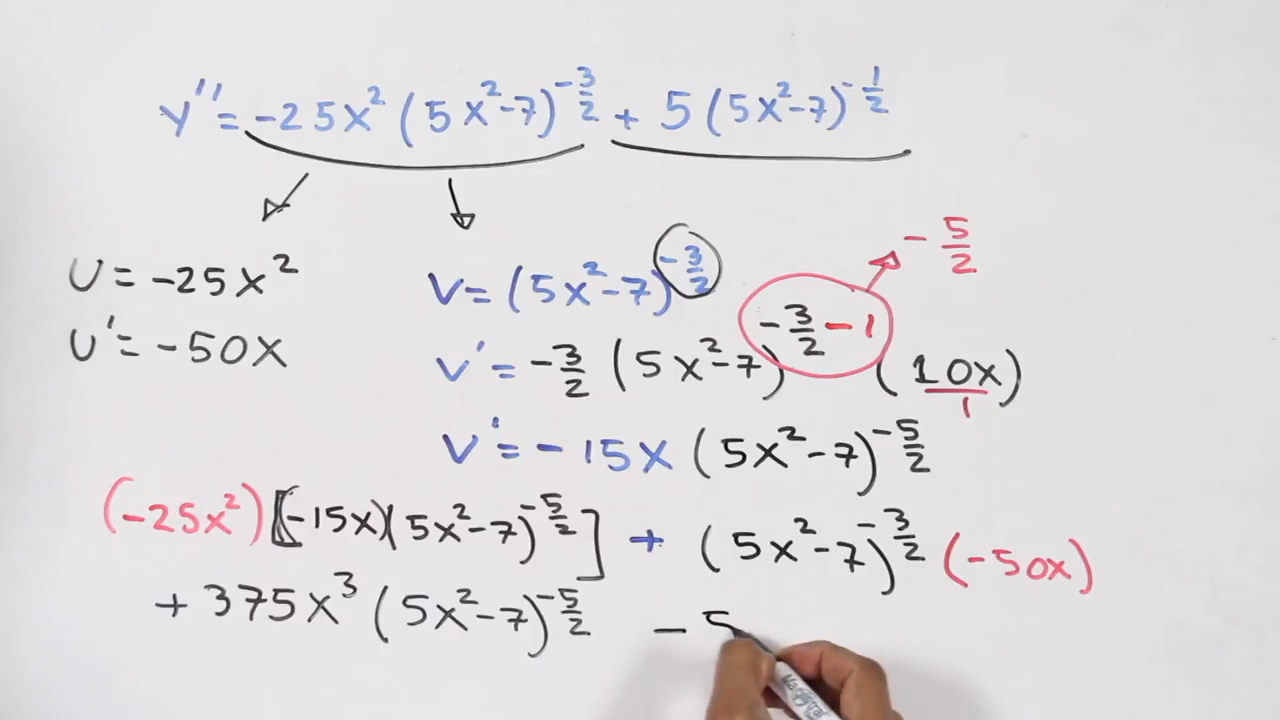 y'' = -25x² (5x²-7)^{-3/2} + 5 (5x²-7)^{-1/2}
- 5/2
U = -25x²
V = (5x²-7)^{-3/2}
U' = -50x
V' = -3/2 (5x²-7)^{-3/2 - 1} (10x/1)
V' = -15x (5x²-7)^{-5/2}
(-25x²) [(-15x)(5x²-7)^{-5/2}] + (5x²-7)^{-3/2} (-50x)
+ 375x³ (5x²-7)^{-5/2} - 5